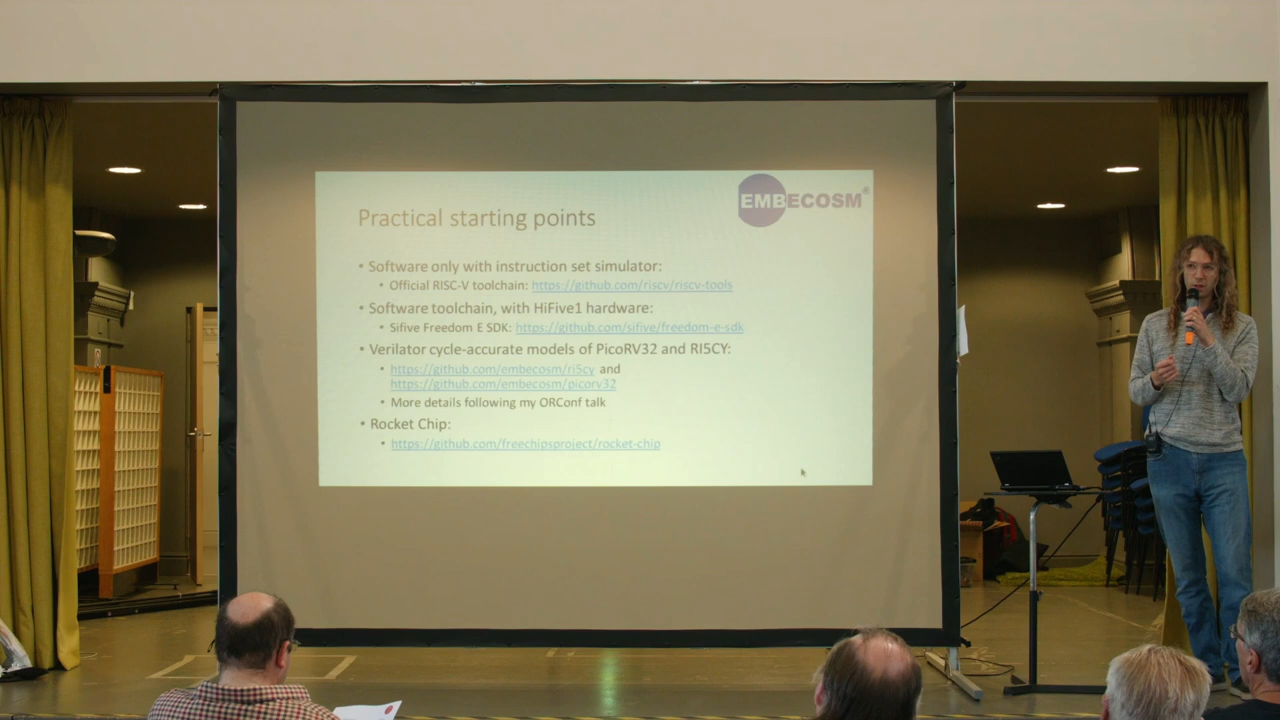 EMBECOSM®
Practical starting points
• Software only with instruction set simulator:
• Official RISC-V toolchain: https://github.com/riscv/riscv-tools
• Software toolchain, with HiFive1 hardware:
• Sifive Freedom E SDK: https://github.com/sifive/freedom-e-sdk
• Verilator cycle-accurate models of PicoRV32 and RI5CY:
• https://github.com/embecosm/ri5cy and
https://github.com/embecosm/picorv32
• More details following my ORConf talk
• Rocket Chip:
• https://github.com/freechipsproject/rocket-chip